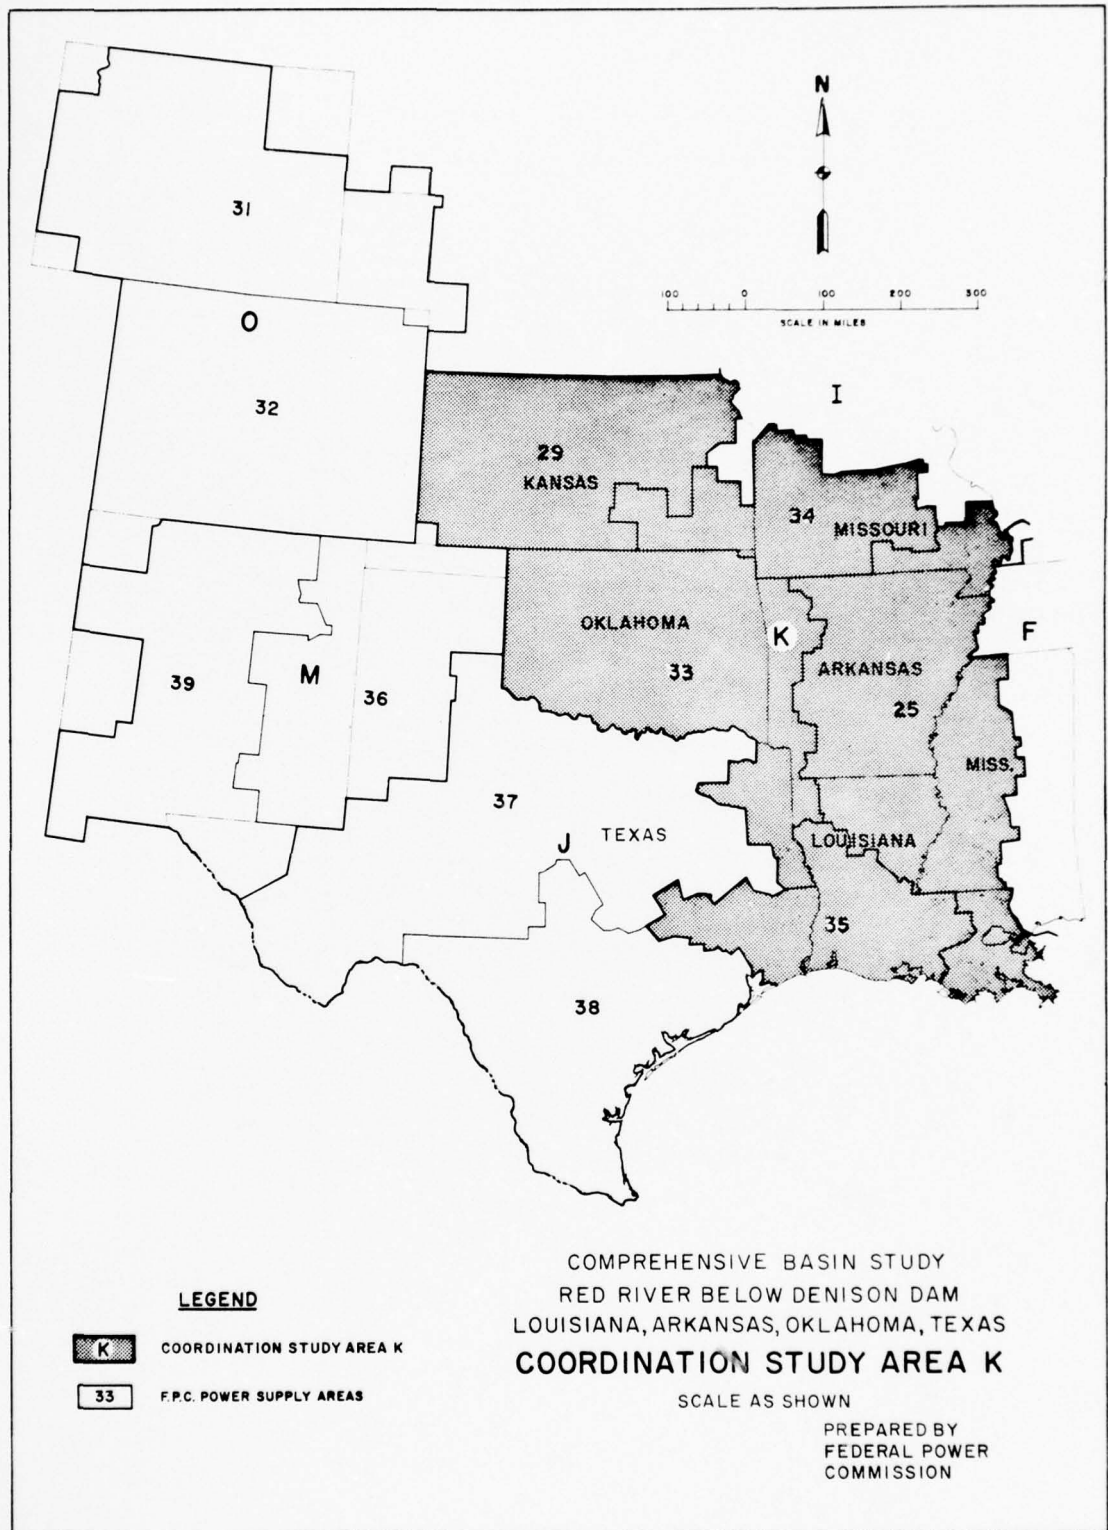 N
100 0 100 200 300
SCALE IN MILES
31
O
32
I
29
KANSAS
34
MISSOURI
OKLAHOMA
K
F
33
ARKANSAS
25
39
M
36
MISS.
37
TEXAS
J
LOUISIANA
35
38
COMPREHENSIVE BASIN STUDY
RED RIVER BELOW DENISON DAM
LOUISIANA, ARKANSAS, OKLAHOMA, TEXAS
COORDINATION STUDY AREA K
SCALE AS SHOWN
PREPARED BY
FEDERAL POWER
COMMISSION
LEGEND
K COORDINATION STUDY AREA K
33 F.P.C. POWER SUPPLY AREAS